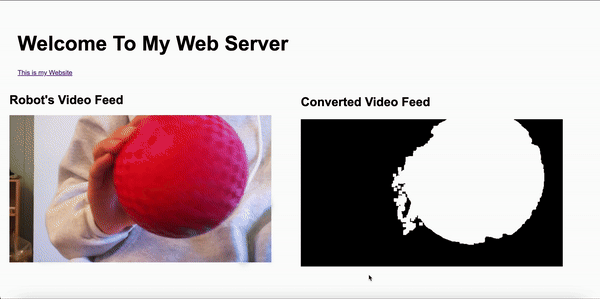 Welcome To My Web Server
This is my Website
Robot's Video Feed
Converted Video Feed